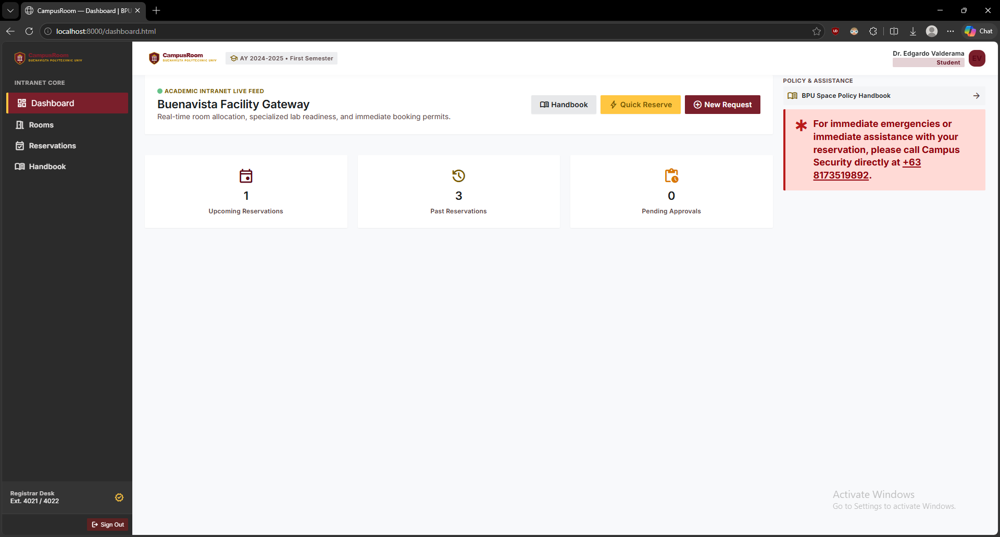 CampusRoom — Dashboard | BPU
localhost:8000/dashboard.html
Chat
CampusRoom
BUENAVISTA POLYTECHNIC UNIV
INTRANET CORE
Dashboard
Rooms
Reservations
Handbook
Registrar Desk
Ext. 4021 / 4022
Sign Out
CampusRoom
BUENAVISTA POLYTECHNIC UNIV
AY 2024-2025 • First Semester
Dr. Edgardo Valderama
Student
EV
ACADEMIC INTRANET LIVE FEED
Buenavista Facility Gateway
Real-time room allocation, specialized lab readiness, and immediate booking permits.
Handbook
Quick Reserve
New Request
1
Upcoming Reservations
3
Past Reservations
0
Pending Approvals
POLICY & ASSISTANCE
BPU Space Policy Handbook
For immediate emergencies or
immediate assistance with your
reservation, please call Campus
Security directly at +63
8173519892.
Activate Windows
Go to Settings to activate Windows.